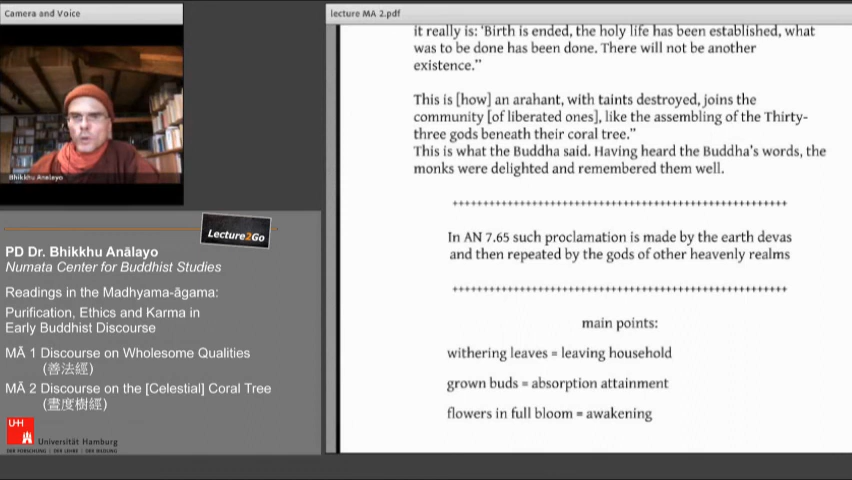 Camera and Voice
Bhikkhu Anālayo
Lecture2Go
PD Dr. Bhikkhu Anālayo
Numata Center for Buddhist Studies
Readings in the Madhyama-āgama:
Purification, Ethics and Karma in
Early Buddhist Discourse
MĀ 1 Discourse on Wholesome Qualities
(善法經)
MĀ 2 Discourse on the [Celestial] Coral Tree
(晝度樹經)
UH
Universität Hamburg
DER FORSCHUNG | DER LEHRE | DER BILDUNG
lecture MA 2.pdf
it really is: 'Birth is ended, the holy life has been established, what
was to be done has been done. There will not be another
existence."
This is [how] an arahant, with taints destroyed, joins the
community [of liberated ones], like the assembling of the Thirty-
three gods beneath their coral tree."
This is what the Buddha said. Having heard the Buddha's words, the
monks were delighted and remembered them well.
++++++++++++++++++++++++++++++++++++++++++++++++++++++
In AN 7.65 such proclamation is made by the earth devas
and then repeated by the gods of other heavenly realms
++++++++++++++++++++++++++++++++++++++++++++++++++++++
main points:
withering leaves = leaving household
grown buds = absorption attainment
flowers in full bloom = awakening